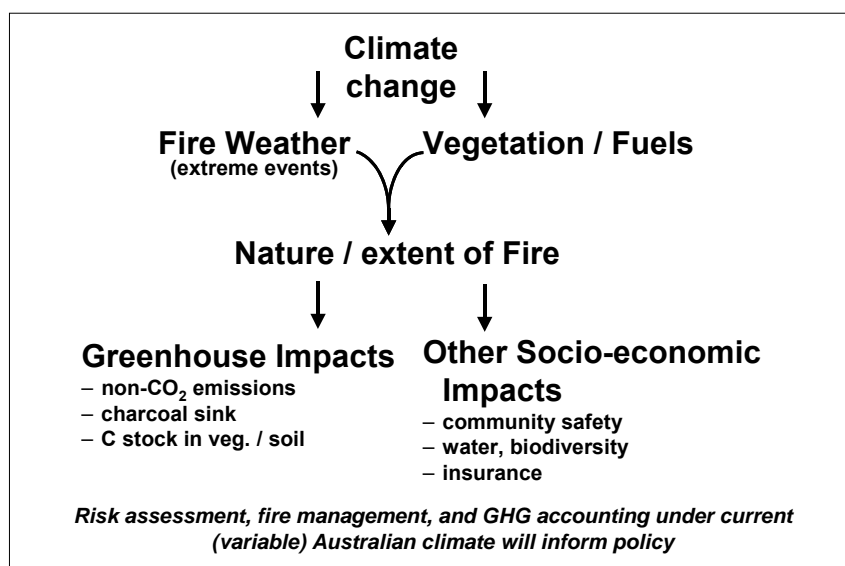 Climate
change
Fire Weather
(extreme events)
Vegetation / Fuels
Nature / extent of Fire
Greenhouse Impacts
– non-CO₂ emissions
– charcoal sink
– C stock in veg. / soil
Other Socio-economic
Impacts
– community safety
– water, biodiversity
– insurance
Risk assessment, fire management, and GHG accounting under current
(variable) Australian climate will inform policy